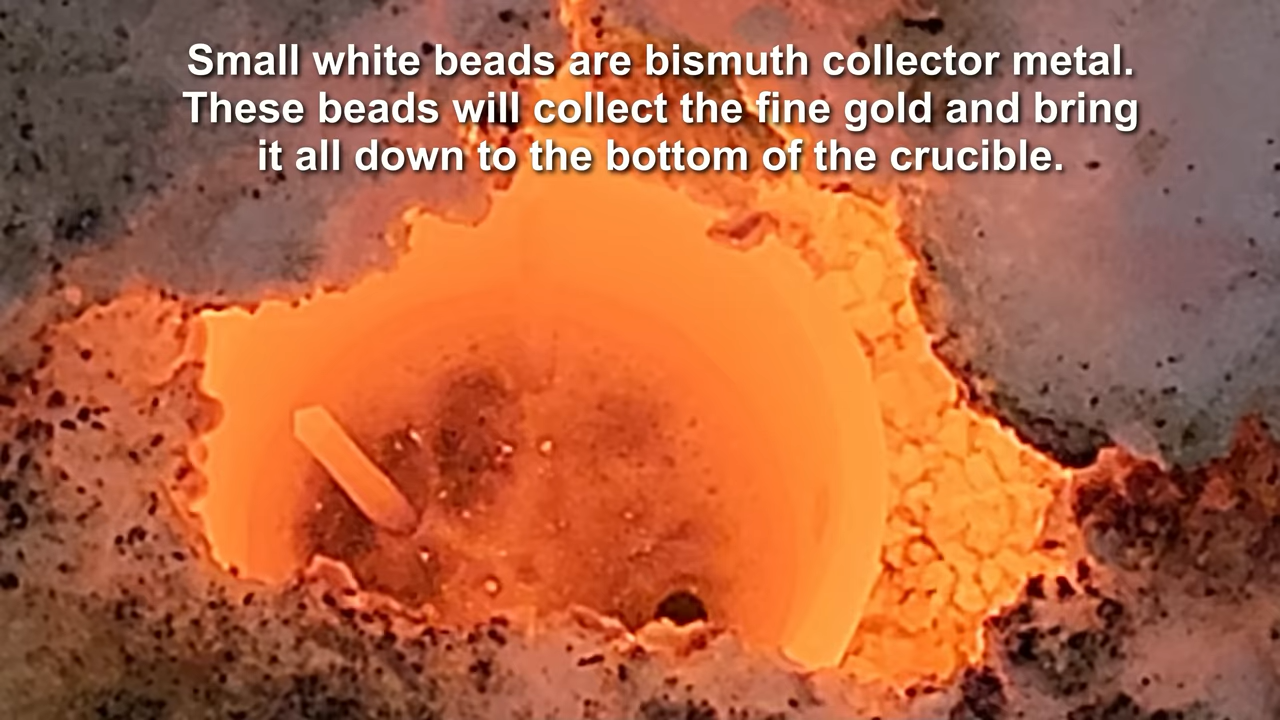 Small white beads are bismuth collector metal.
These beads will collect the fine gold and bring
it all down to the bottom of the crucible.